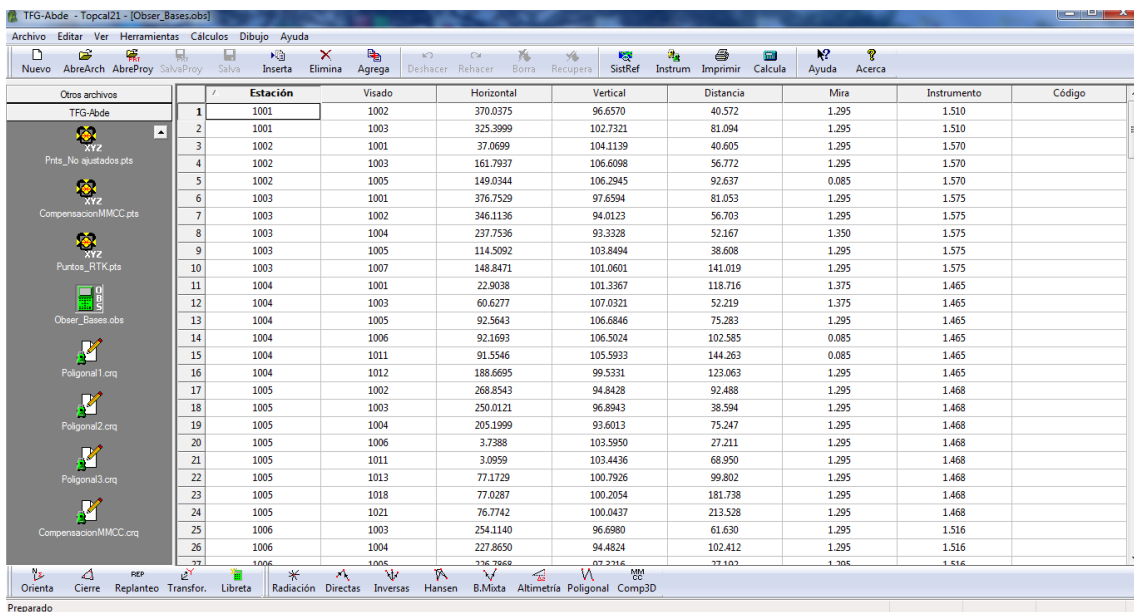 TFG-Abde - Topcal21 - [Obser_Bases.obs]
Archivo Editar Ver Herramientas Cálculos Dibujo Ayuda
Nuevo AbreArch AbreProy SalvaProy Salva Inserta Elimina Agrega Deshacer Rehacer Borra Recupera SistRef Instrum Imprimir Calcula Ayuda Acerca
Otros archivos
TFG-Abde
XYZ
Pnts_No ajustados.pts
XYZ
CompensacionMMCC.pts
XYZ
Puntos_RTK.pts
OBS
Obser_Bases.obs
Poligonal1.crq
Poligonal2.crq
Poligonal3.crq
CompensacionMMCC.crq
/ Estación Visado Horizontal Vertical Distancia Mira Instrumento Código
1 1001 1002 370.0375 96.6570 40.572 1.295 1.510
2 1001 1003 325.3999 102.7321 81.094 1.295 1.510
3 1002 1001 37.0699 104.1139 40.605 1.295 1.570
4 1002 1003 161.7937 106.6098 56.772 1.295 1.570
5 1002 1005 149.0344 106.2945 92.637 0.085 1.570
6 1003 1001 376.7529 97.6594 81.053 1.295 1.575
7 1003 1002 346.1136 94.0123 56.703 1.295 1.575
8 1003 1004 237.7536 93.3328 52.167 1.350 1.575
9 1003 1005 114.5092 103.8494 38.608 1.295 1.575
10 1003 1007 148.8471 101.0601 141.019 1.295 1.575
11 1004 1001 22.9038 101.3367 118.716 1.375 1.465
12 1004 1003 60.6277 107.0321 52.219 1.375 1.465
13 1004 1005 92.5643 106.6846 75.283 1.295 1.465
14 1004 1006 92.1693 106.5024 102.585 0.085 1.465
15 1004 1011 91.5546 105.5933 144.263 0.085 1.465
16 1004 1012 188.6695 99.5331 123.063 1.295 1.465
17 1005 1002 268.8543 94.8428 92.488 1.295 1.468
18 1005 1003 250.0121 96.8943 38.594 1.295 1.468
19 1005 1004 205.1999 93.6013 75.247 1.295 1.468
20 1005 1006 3.7388 103.5950 27.211 1.295 1.468
21 1005 1011 3.0959 103.4436 68.950 1.295 1.468
22 1005 1013 77.1729 100.7926 99.802 1.295 1.468
23 1005 1018 77.0287 100.2054 181.738 1.295 1.468
24 1005 1021 76.7742 100.0437 213.528 1.295 1.468
25 1006 1003 254.1140 96.6980 61.630 1.295 1.516
26 1006 1004 227.8650 94.4824 102.412 1.295 1.516
27 1006 1005 226.7868 97.3216 27.192 1.295 1.516
Orienta Cierre Replanteo Transfor. Libreta Radiación Directas Inversas Hansen B.Mixta Altimetría Poligonal Comp3D
Preparado